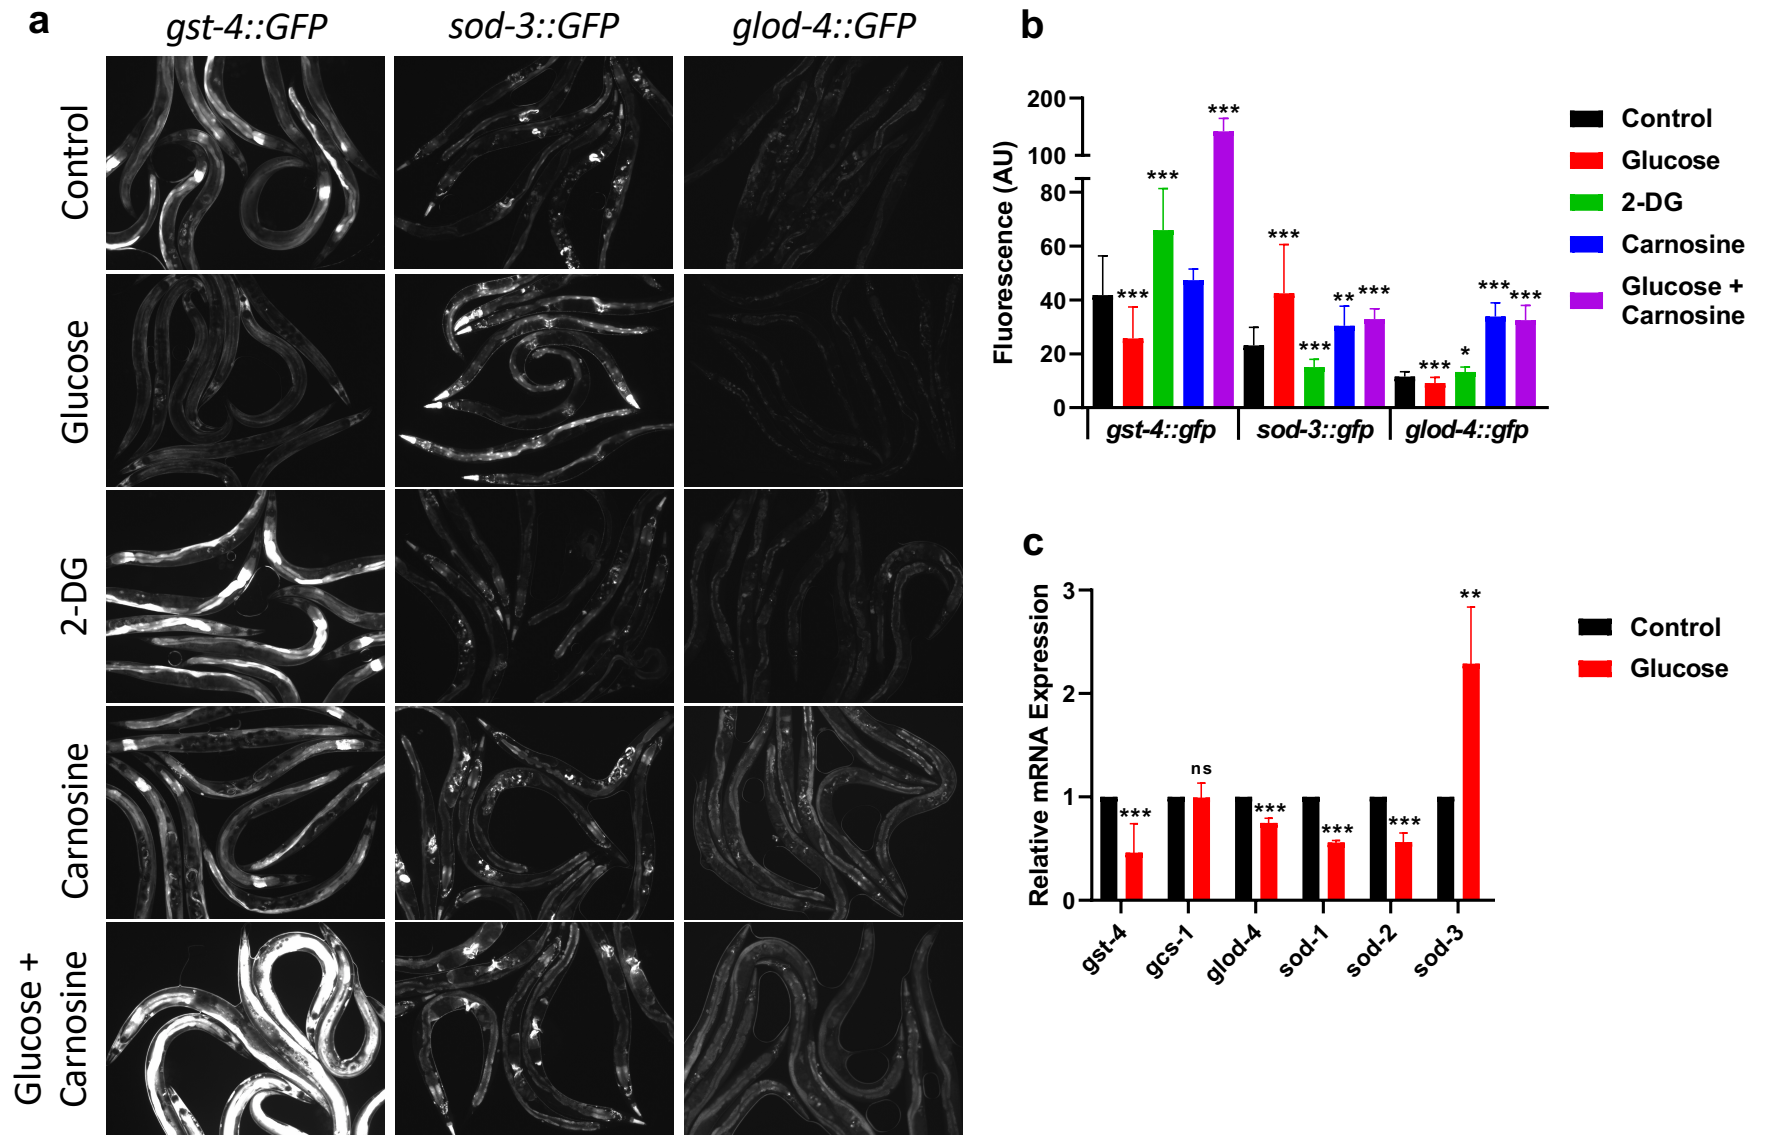 a
gst-4::GFP
sod-3::GFP
glod-4::GFP
Control
Glucose
2-DG
Carnosine
Glucose +
Carnosine
b
Fluorescence (AU)
200
100
80
60
40
20
0
***
***
***
***
***
**
***
***
*
***
***
gst-4::gfp
sod-3::gfp
glod-4::gfp
Control
Glucose
2-DG
Carnosine
Glucose +
Carnosine
c
Relative mRNA Expression
3
2
1
0
***
ns
***
***
***
**
gst-4
gcs-1
glod-4
sod-1
sod-2
sod-3
Control
Glucose